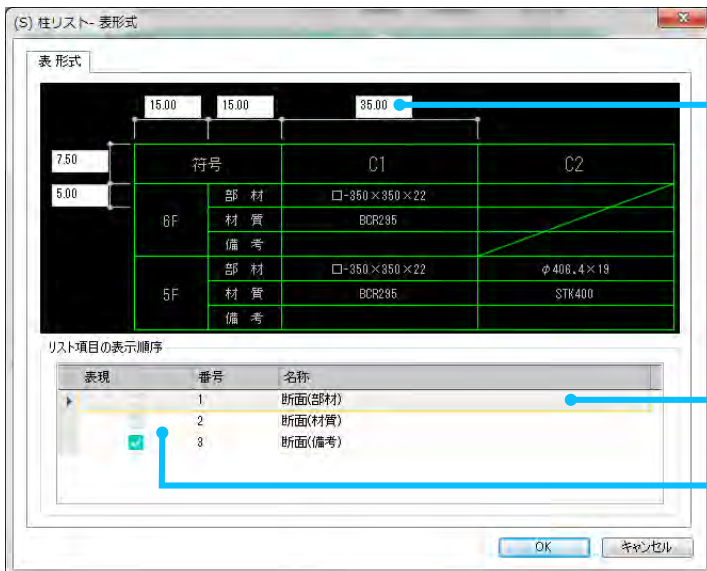 (S) 柱リスト- 表形式
表 形式
15.00 15.00 35.00
7.50 符号 C1 C2
5.00 部 材 □-350×350×22
6F 材 質 BCR295
備 考
部 材 □-350×350×22 φ406.4×19
5F 材 質 BCR295 STK400
備 考
リスト項目の表示順序
表現 番号 名称
1 断面(部材)
2 断面(材質)
3 断面(備考)
OK キャンセル